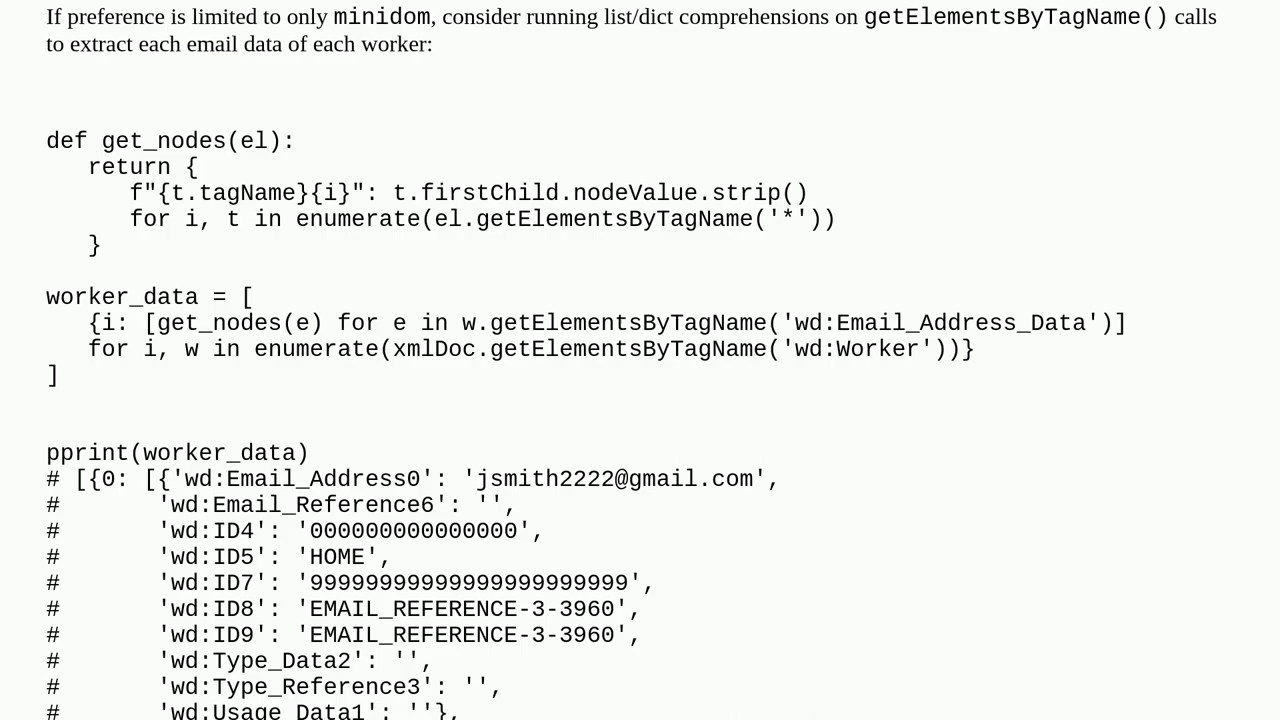 If preference is limited to only minidom, consider running list/dict comprehensions on getElementsByTagName() calls
to extract each email data of each worker:
def get_nodes(el):
   return {
      f"{t.tagName}{i}": t.firstChild.nodeValue.strip()
      for i, t in enumerate(el.getElementsByTagName('*'))
   }
worker_data = [
   {i: [get_nodes(e) for e in w.getElementsByTagName('wd:Email_Address_Data')]
   for i, w in enumerate(xmlDoc.getElementsByTagName('wd:Worker'))}
]
pprint(worker_data)
# [{0: [{'wd:Email_Address0': 'jsmith2222@gmail.com',
#       'wd:Email_Reference6': '',
#       'wd:ID4': '000000000000000',
#       'wd:ID5': 'HOME',
#       'wd:ID7': '99999999999999999999999',
#       'wd:ID8': 'EMAIL_REFERENCE-3-3960',
#       'wd:ID9': 'EMAIL_REFERENCE-3-3960',
#       'wd:Type_Data2': '',
#       'wd:Type_Reference3': '',
#       'wd:Usage_Data1': ''},